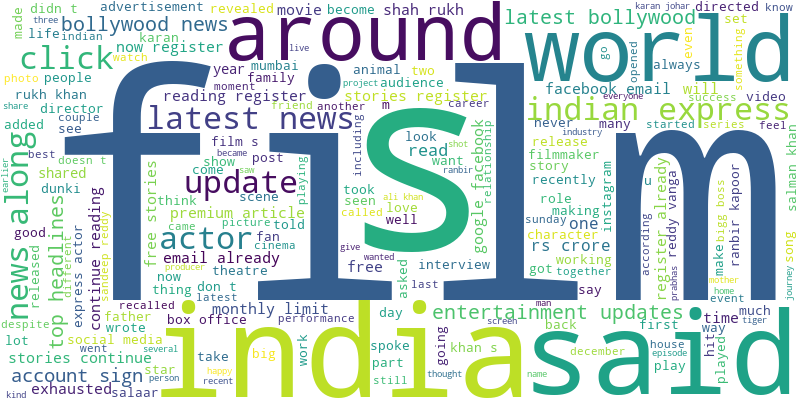 three
bollywood news
advertisement
revealed
movie
become
shah rukh
latest bollywood
karan johar
directed
know
made
didn t
life
indian
now register
karan
around
world
set
even
something
go
opened
always
click
mumbai
year
family
live
animal
two
facebook email
will
photo
people
watch
moment
project
audience
indian express
success
video
rukh khan
reading register
stories register
everyone
director
friend
another
m
career
never
many
started
series
feel
share
couple
see
added
latest news
film s
became
including
look
read
shot
want
release
industry
filmmaker
story
u
best
doesn t
show
come
post
saw
took
seen
ranbir
google facebook
relationship
recently
instagram
shared
dunki
update
scene
playing
ali khan
love
called
well
role
making
register already
according
reddy vanga
bigg boss
ranbir kapoor
salman khan
song
news along
top headlines
released
good
different
express actor
sandeep reddy
continue reading
think
premium article
came
picture
told
free stories
sunday
character
one
rs crore
working
together
make
prabhas
mother
home
event
journey
earlier
actor
fan
cinema
give
wanted
asked
interview
got
say
email already
now
theatre
free
thing
producer
don t
latest
last
man
tiger
film
recalled
monthly limit
despite
father
wrote
box office
performance
day
entertainment updates
first
time
much
lot
social media
went
several
work
spoke
going
khan s
back
way
hit
played
stories continue
take
big
part
screen
december
house
episode
play
account sign
star
person
happy
recent
still
thought
name
kind
exhausted
salaar
india
said